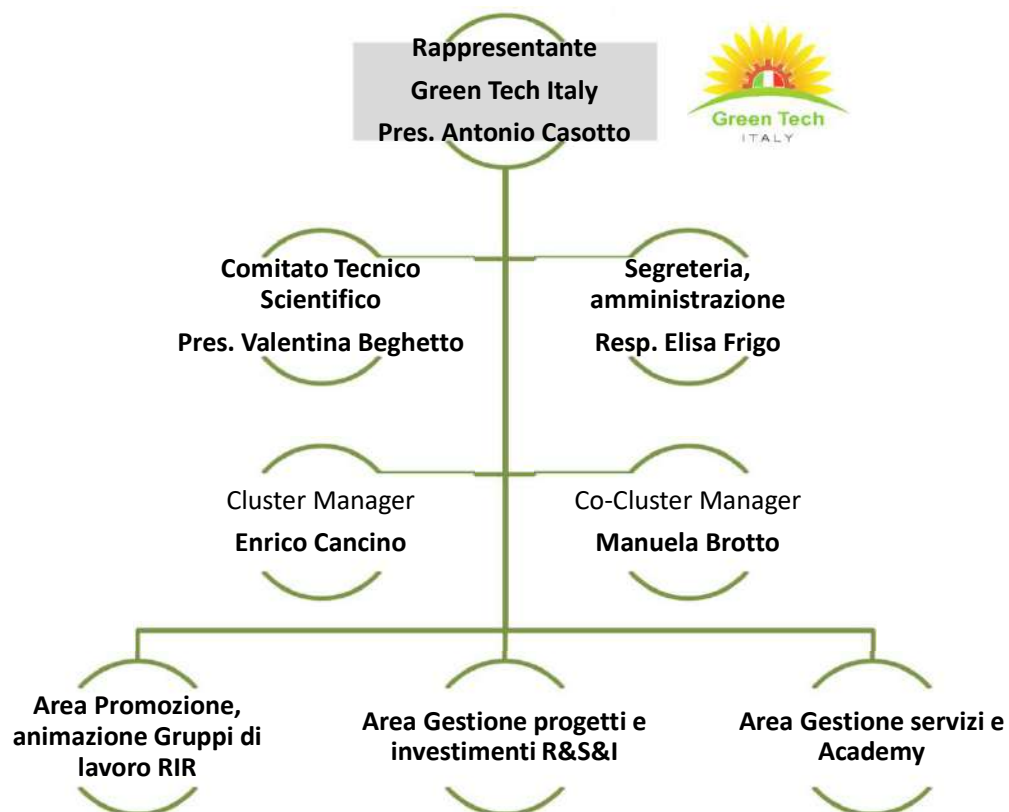 Rappresentante
Green Tech Italy
Pres. Antonio Casotto
Green Tech
ITALY
Comitato Tecnico
Scientifico
Pres. Valentina Beghetto
Segreteria,
amministrazione
Resp. Elisa Frigo
Cluster Manager
Enrico Cancino
Co-Cluster Manager
Manuela Brotto
Area Promozione,
animazione Gruppi di
lavoro RIR
Area Gestione progetti e
investimenti R&S&I
Area Gestione servizi e
Academy